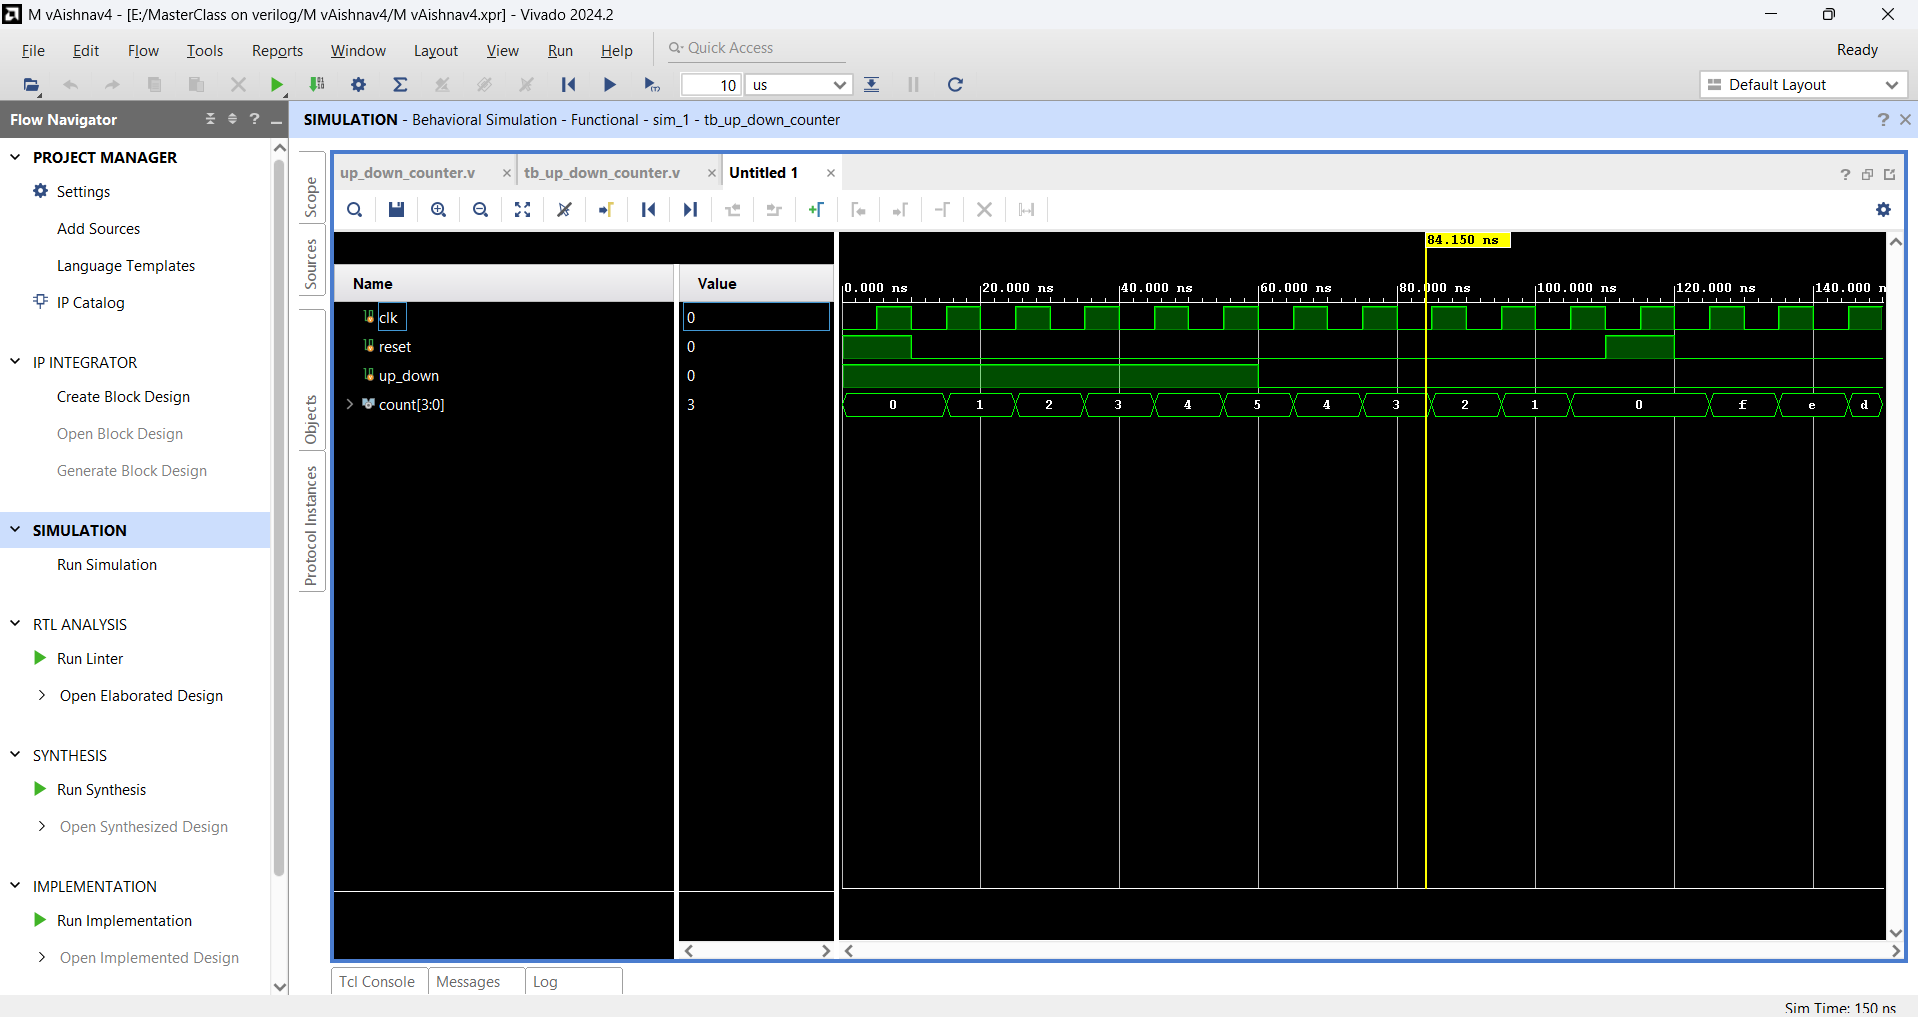 M vAishnav4 - [E:/MasterClass on verilog/M vAishnav4/M vAishnav4.xpr] - Vivado 2024.2
File Edit Flow Tools Reports Window Layout View Run Help Quick Access Ready
10 us Default Layout
Flow Navigator
SIMULATION - Behavioral Simulation - Functional - sim_1 - tb_up_down_counter
PROJECT MANAGER
Settings
Add Sources
Language Templates
IP Catalog
IP INTEGRATOR
Create Block Design
Open Block Design
Generate Block Design
SIMULATION
Run Simulation
RTL ANALYSIS
Run Linter
Open Elaborated Design
SYNTHESIS
Run Synthesis
Open Synthesized Design
IMPLEMENTATION
Run Implementation
Open Implemented Design
Scope
Sources
Objects
Protocol Instances
up_down_counter.v tb_up_down_counter.v Untitled 1
84.150 ns
Name Value
0.000 ns 20.000 ns 40.000 ns 60.000 ns 80.000 ns 100.000 ns 120.000 ns 140.000 n
clk 0
reset 0
up_down 0
count[3:0] 3 0 1 2 3 4 5 4 3 2 1 0 f e d
Tcl Console Messages Log
Sim Time: 150 ns